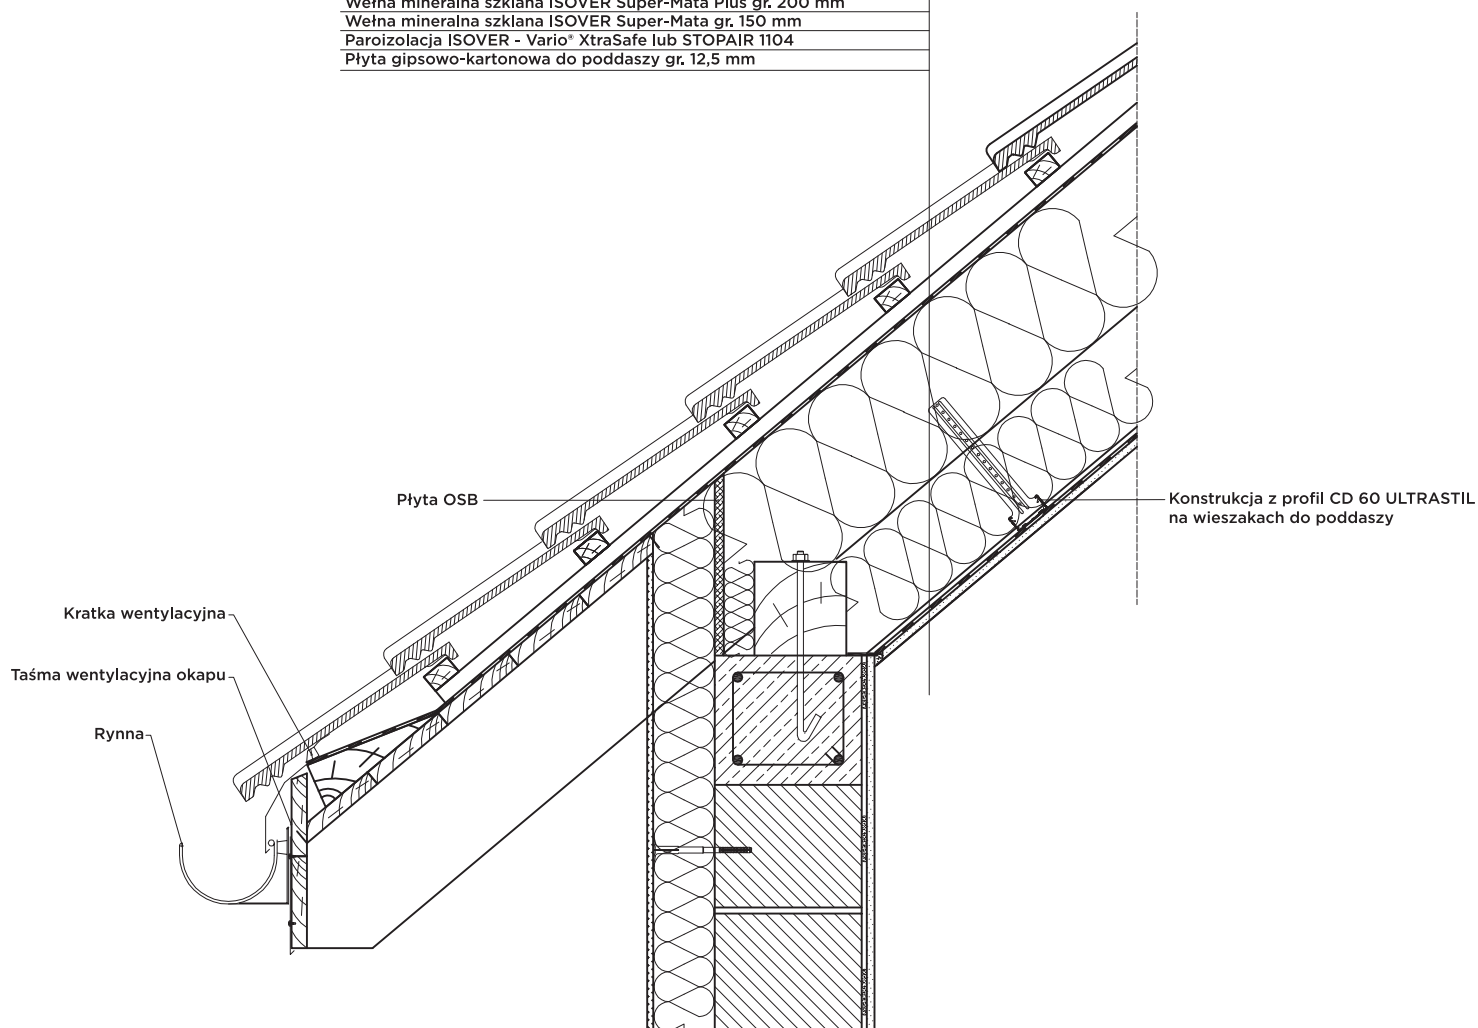 Wełna mineralna szklana ISOVER Super-Mata Plus gr. 200 mm
Wełna mineralna szklana ISOVER Super-Mata gr. 150 mm
Paroizolacja ISOVER - Vario® XtraSafe lub STOPAIR 1104
Płyta gipsowo-kartonowa do poddaszy gr. 12,5 mm
Płyta OSB
Konstrukcja z profil CD 60 ULTRASTIL
na wieszakach do poddaszy
Kratka wentylacyjna
Taśma wentylacyjna okapu
Rynna